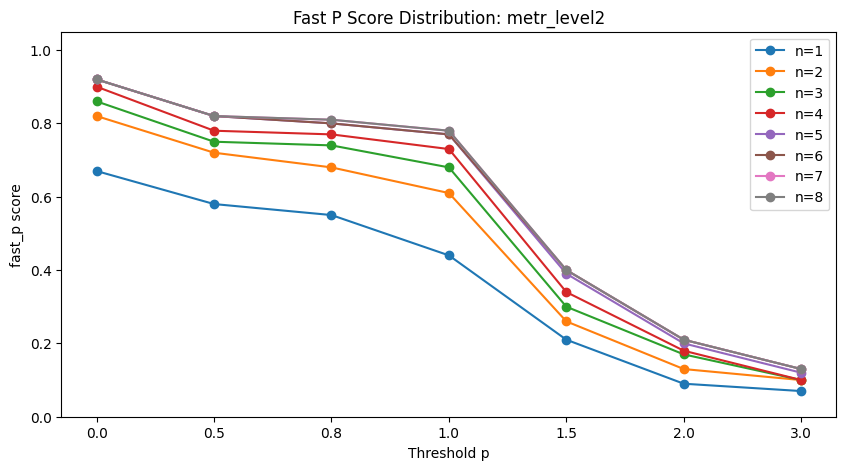 Fast P Score Distribution: metr_level2
fast_p score
1.0
0.8
0.6
0.4
0.2
0.0
0.0 0.5 0.8 1.0 1.5 2.0 3.0
Threshold p
n=1
n=2
n=3
n=4
n=5
n=6
n=7
n=8